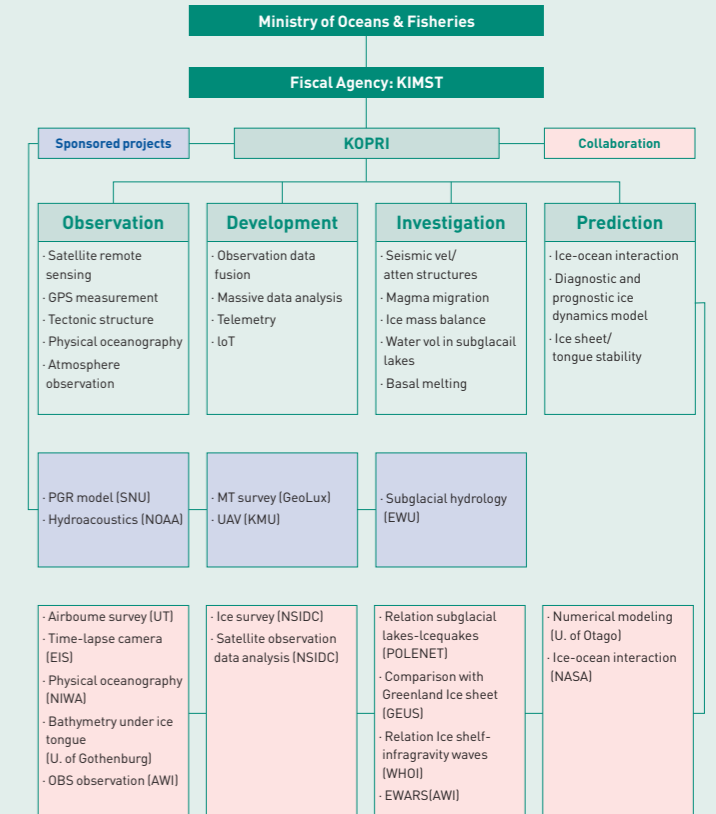 Ministry of Oceans & Fisheries
Fiscal Agency: KIMST
Sponsored projects
KOPRI
Collaboration
Observation
· Satellite remote
sensing
· GPS measurement
· Tectonic structure
· Physical oceanography
· Atmosphere
observation
Development
· Observation data
fusion
· Massive data analysis
· Telemetry
· loT
Investigation
· Seismic vel/
atten structures
· Magma migration
· Ice mass balance
· Water vol in subglacail
lakes
· Basal melting
Prediction
· Ice-ocean interaction
· Diagnostic and
prognostic ice
dynamics model
· Ice sheet/
tongue stability
· PGR model (SNU)
· Hydroacoustics (NOAA)
· MT survey (GeoLux)
· UAV (KMU)
· Subglacial hydrology
(EWU)
· Airboume survey (UT)
· Time-lapse camera
(EIS)
· Physical oceanography
(NIWA)
· Bathymetry under ice
tongue
(U. of Gothenburg)
· OBS observation (AWI)
· Ice survey (NSIDC)
· Satellite observation
data analysis (NSIDC)
· Relation subglacial
lakes-lcequakes
(POLENET)
· Comparison with
Greenland Ice sheet
(GEUS)
· Relation Ice shelf-
infragravity waves
(WHOI)
· EWARS(AWI)
· Numerical modeling
(U. of Otago)
· Ice-ocean interaction
(NASA)